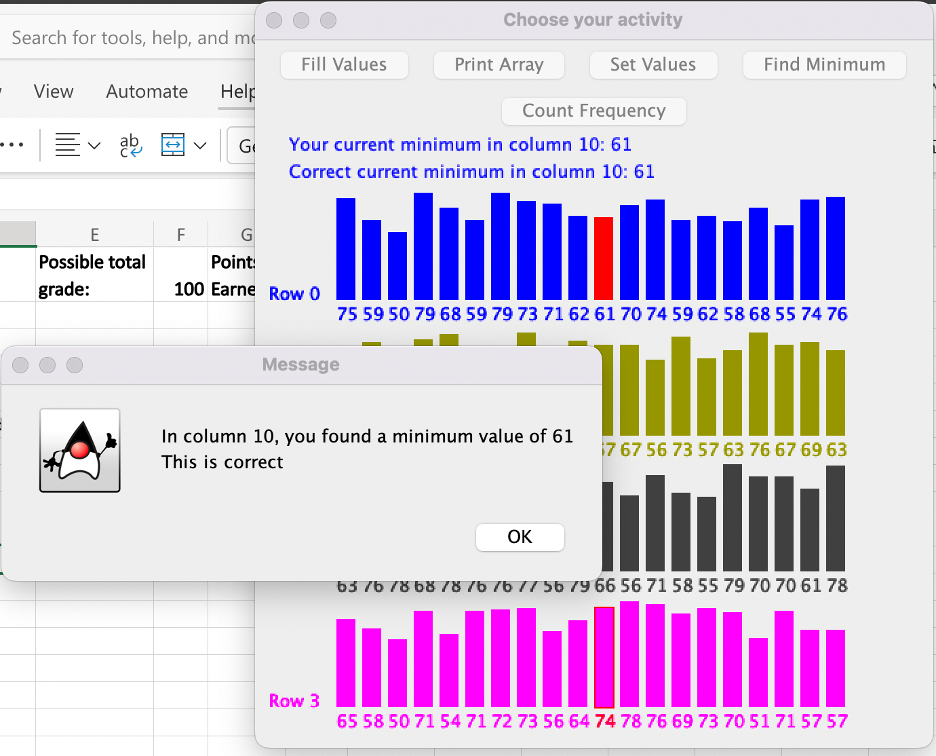 Choose your activity
Search for tools, help, and mo
Fill Values Print Array Set Values Find Minimum
View Automate Help
Count Frequency
Your current minimum in column 10: 61
Correct current minimum in column 10: 61
E F G
Possible total grade: 100 Points Earne
Row 0
75 59 50 79 68 59 79 73 71 62 61 70 74 59 62 58 68 55 74 76
Message
In column 10, you found a minimum value of 61
This is correct
OK
67 56 73 57 63 76 67 69 63
63 76 78 68 78 76 76 77 56 79 66 56 71 58 55 79 70 70 61 78
Row 3
65 58 50 71 54 71 72 73 56 64 74 78 76 69 73 70 51 71 57 57